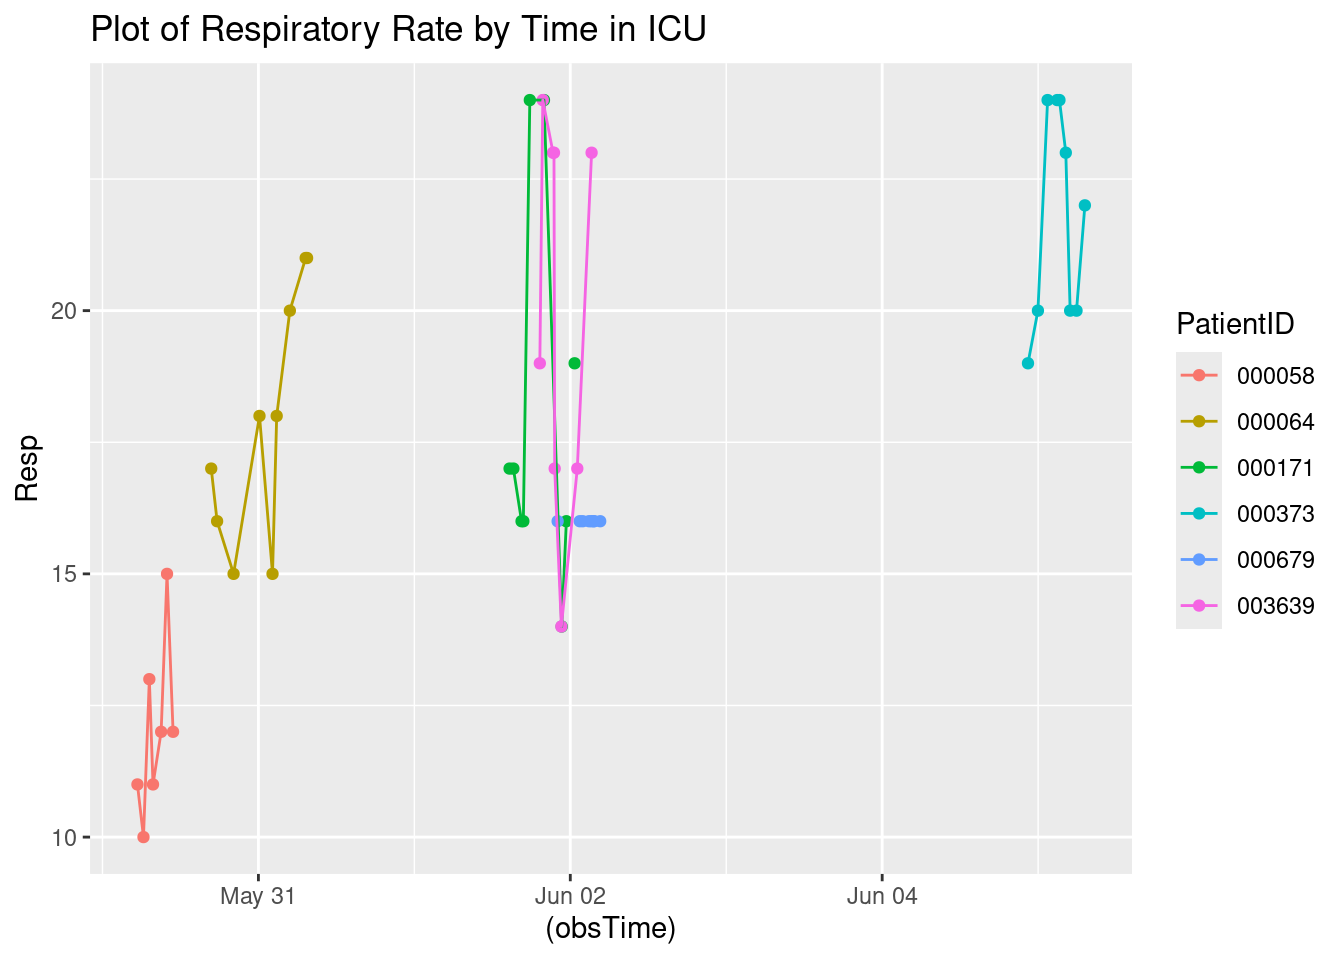 Plot of Respiratory Rate by Time in ICU
Resp
20
15
10
May 31
Jun 02
Jun 04
(obsTime)
PatientID
000058
000064
000171
000373
000679
003639